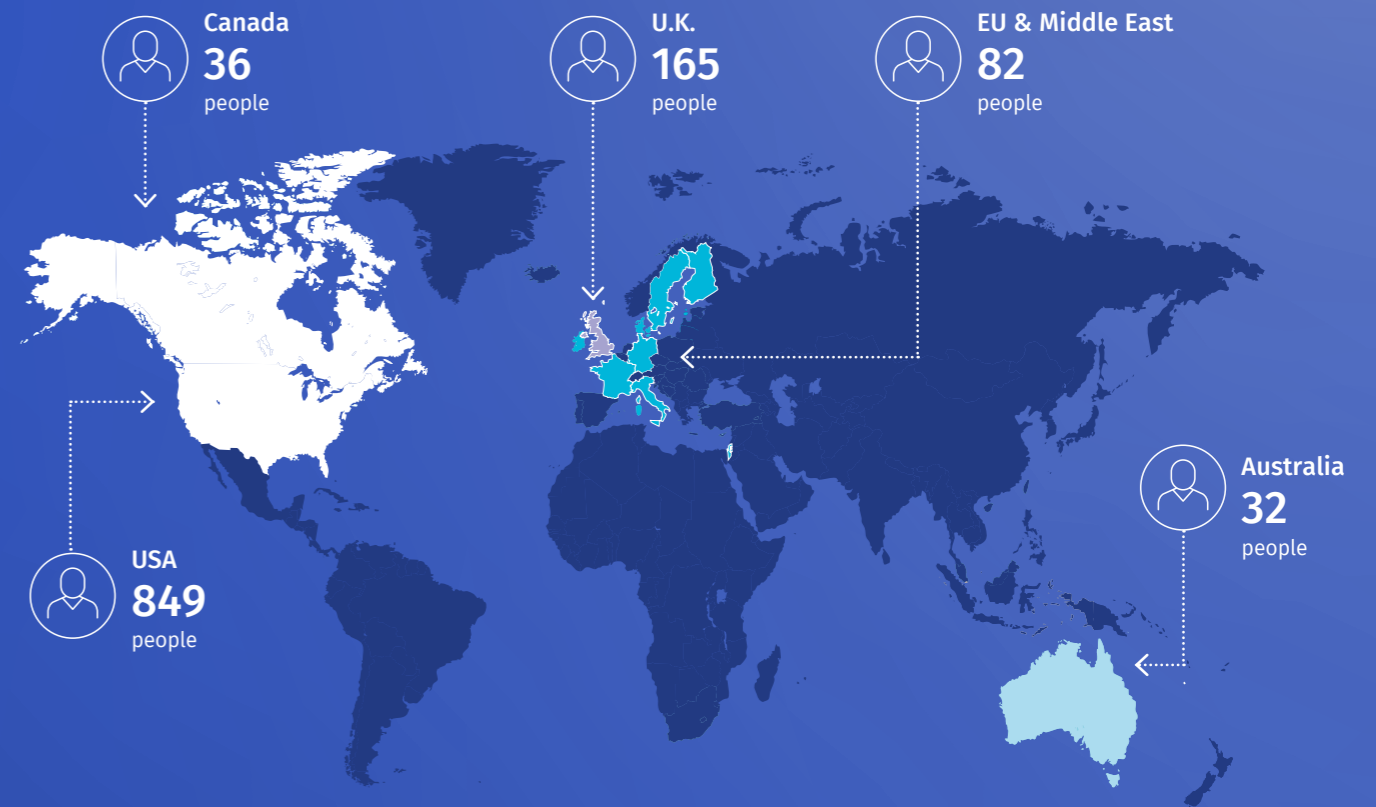 Canada
36
people
U.K.
165
people
EU & Middle East
82
people
Australia
32
people
USA
849
people